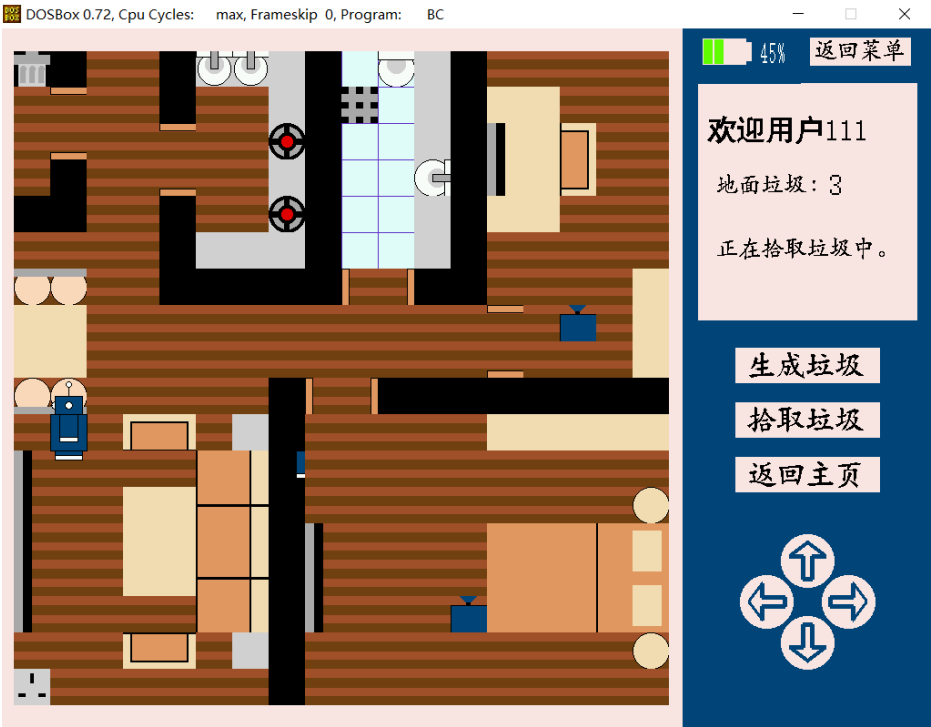 DOSBox 0.72, Cpu Cycles: max, Frameskip 0, Program: BC
45%
返回菜单
欢迎用户111
地面垃圾：3
正在拾取垃圾中。
生成垃圾
拾取垃圾
返回主页